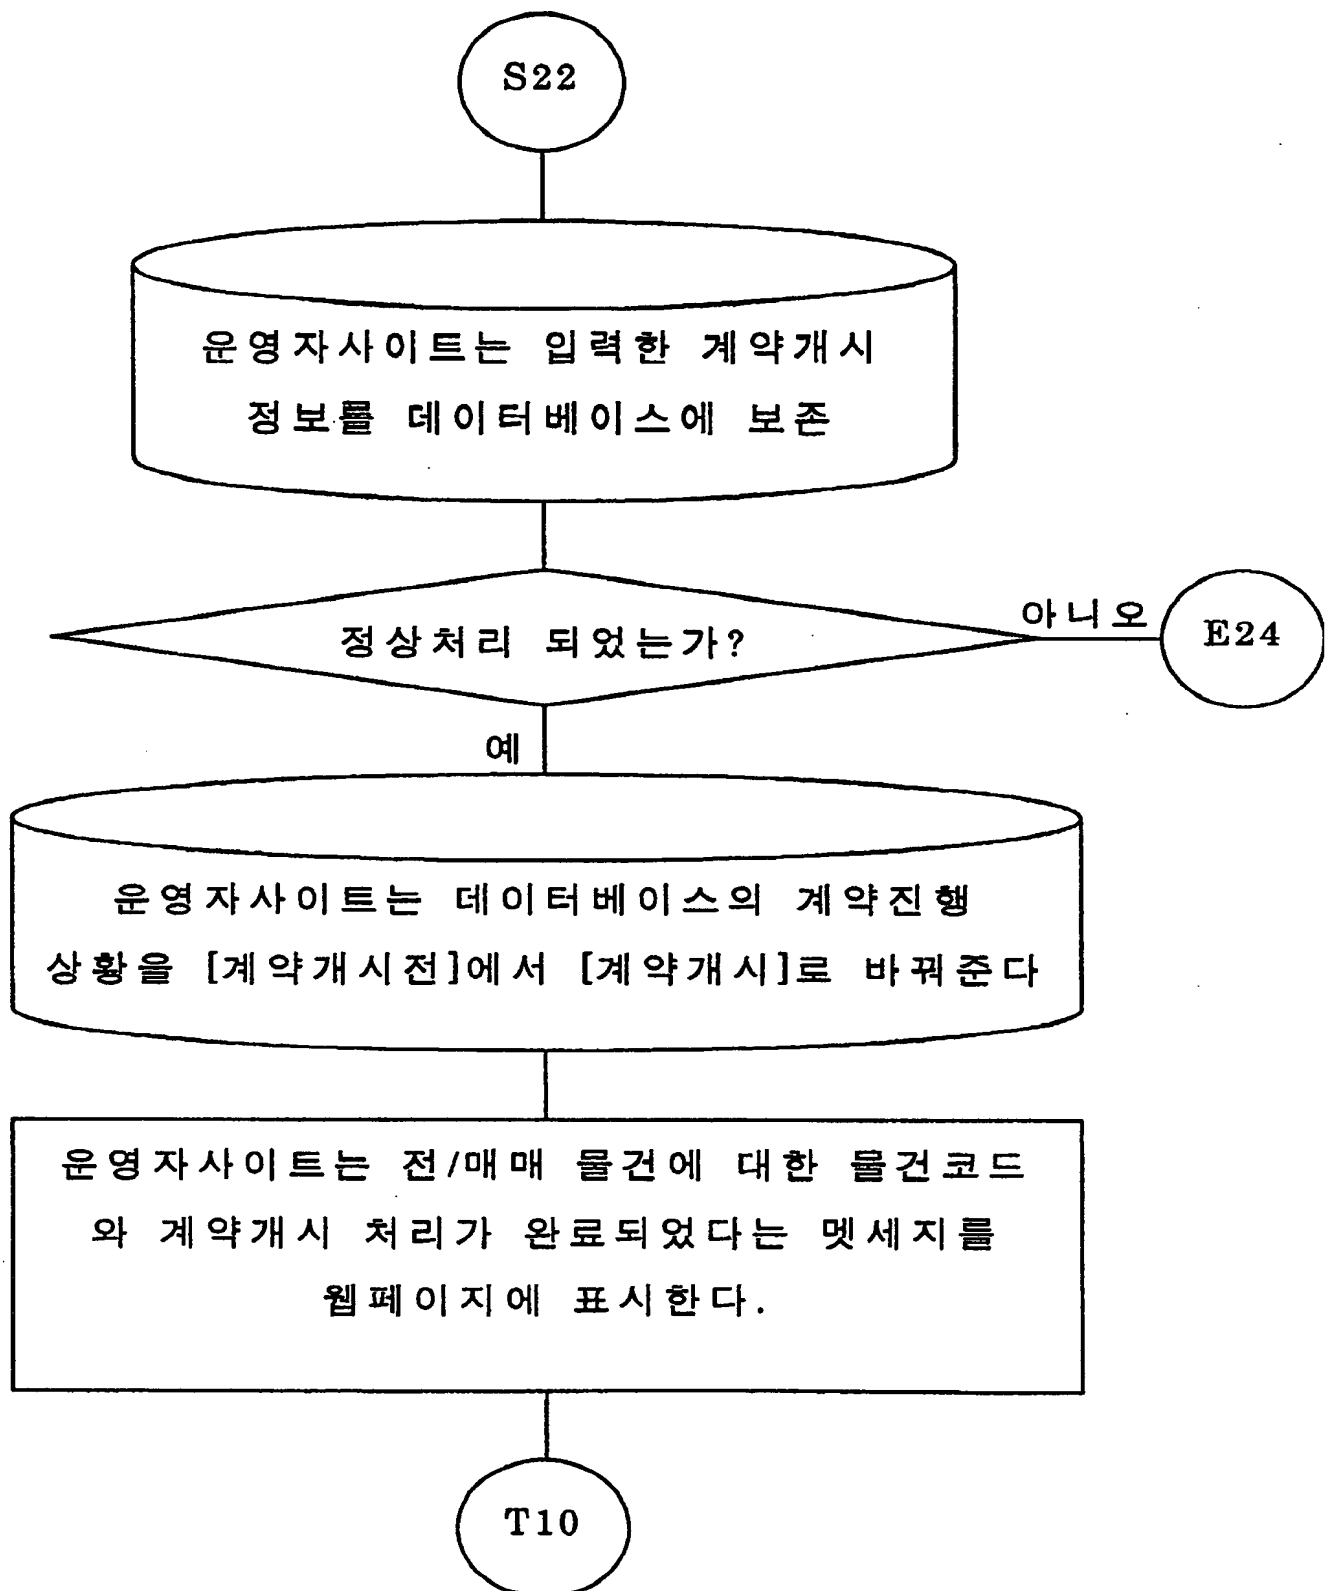 S22
운영자사이트는 입력한 계약개시
정보를 데이터베이스에 보존
정상처리 되었는가?
아니오
E24
예
운영자사이트는 데이터베이스의 계약진행
상황을 [계약개시전]에서 [계약개시]로 바꿔준다
운영자사이트는 전/매매 물건에 대한 물건코드
와 계약개시 처리가 완료되었다는 멧세지를
웹페이지에 표시한다.
T10